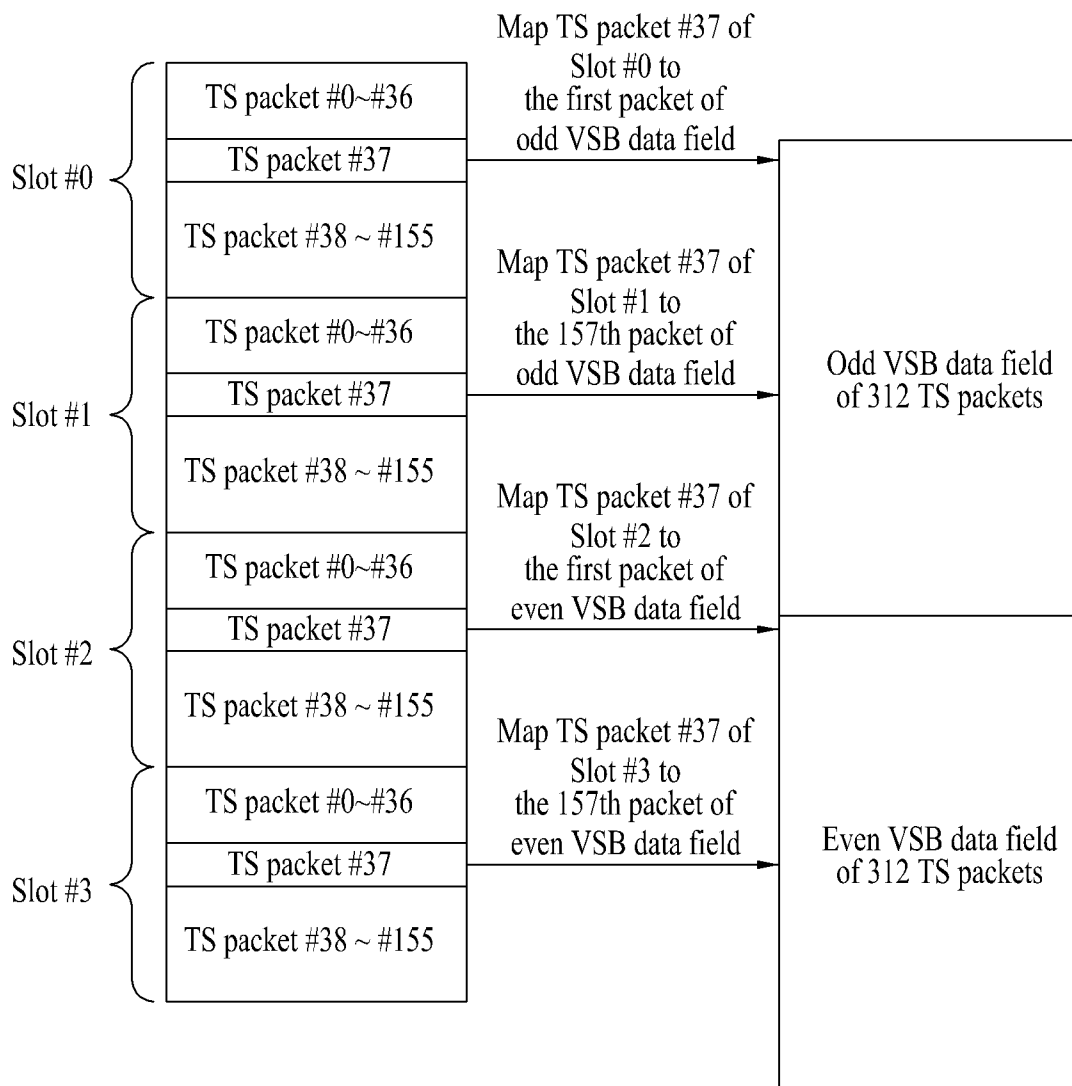 Slot #0
TS packet #0~#36
TS packet #37
TS packet #38 ~ #155
Map TS packet #37 of
Slot #0 to
the first packet of
odd VSB data field
Slot #1
TS packet #0~#36
TS packet #37
TS packet #38 ~ #155
Map TS packet #37 of
Slot #1 to
the 157th packet of
odd VSB data field
Odd VSB data field
of 312 TS packets
Slot #2
TS packet #0~#36
TS packet #37
TS packet #38 ~ #155
Map TS packet #37 of
Slot #2 to
the first packet of
even VSB data field
Slot #3
TS packet #0~#36
TS packet #37
TS packet #38 ~ #155
Map TS packet #37 of
Slot #3 to
the 157th packet of
even VSB data field
Even VSB data field
of 312 TS packets